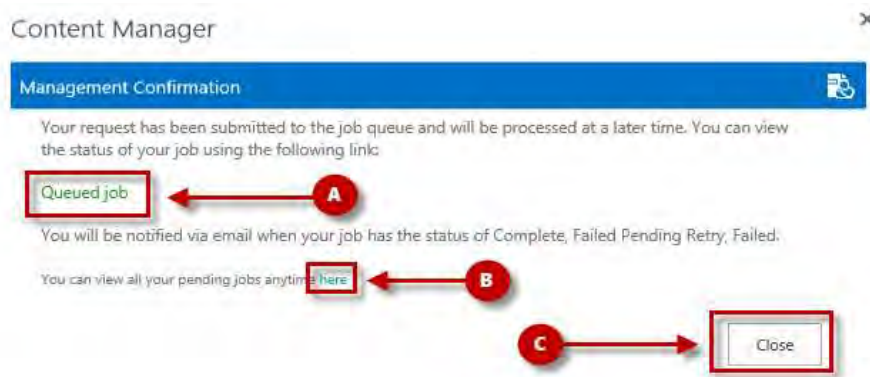 Content Manager
Management Confirmation
Your request has been submitted to the job queue and will be processed at a later time. You can view
the status of your job using the following link:
Queued job
A
You will be notified via email when your job has the status of Complete, Failed Pending Retry, Failed.
You can view all your pending jobs anytime here
B
C
Close